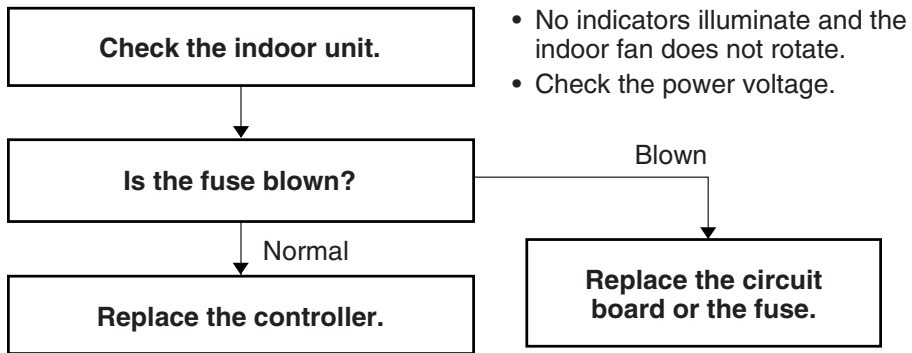 Check the indoor unit.
• No indicators illuminate and the
indoor fan does not rotate.
• Check the power voltage.
Is the fuse blown?
Blown
Normal
Replace the circuit
board or the fuse.
Replace the controller.